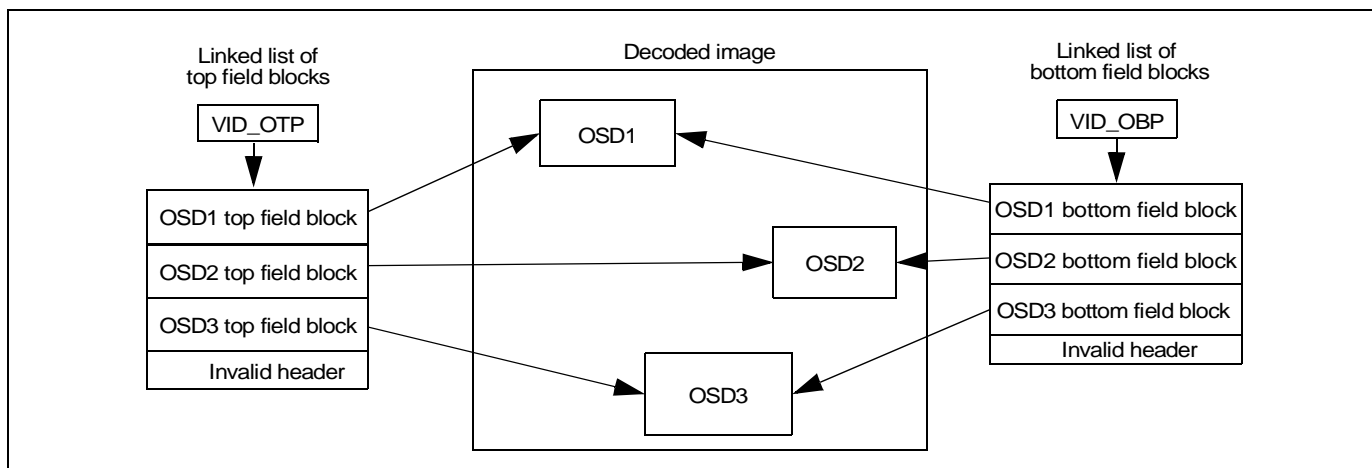 Linked list of
top field blocks
VID_OTP
OSD1 top field block
OSD2 top field block
OSD3 top field block
Invalid header
Decoded image
OSD1
OSD2
OSD3
Linked list of
bottom field blocks
VID_OBP
OSD1 bottom field block
OSD2 bottom field block
OSD3 bottom field block
Invalid header